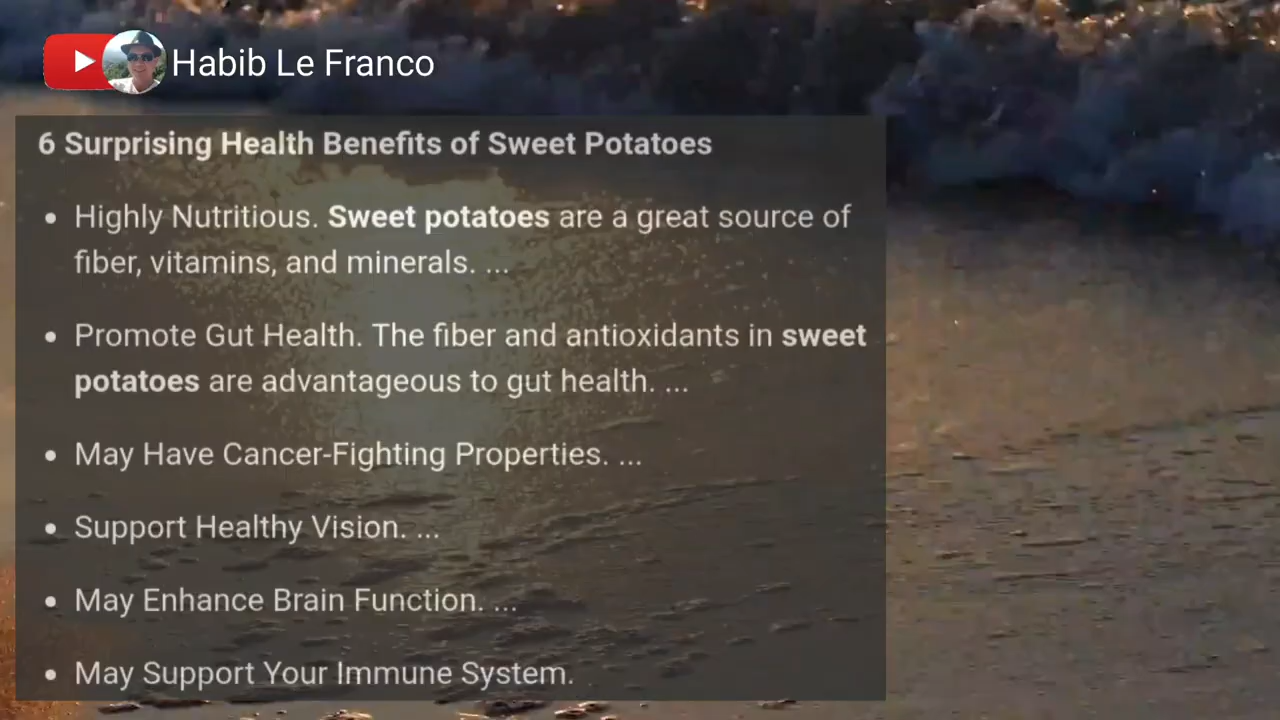 Habib Le Franco
6 Surprising Health Benefits of Sweet Potatoes
• Highly Nutritious. Sweet potatoes are a great source of
fiber, vitamins, and minerals. ...
• Promote Gut Health. The fiber and antioxidants in sweet
potatoes are advantageous to gut health. ...
• May Have Cancer-Fighting Properties. ...
• Support Healthy Vision. ...
• May Enhance Brain Function. ...
• May Support Your Immune System.